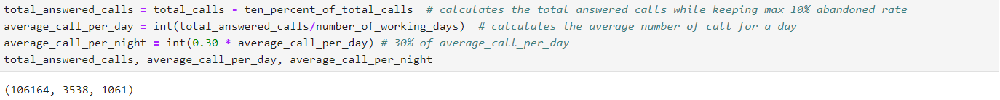 total_answered_calls = total_calls - ten_percent_of_total_calls  # calculates the total answered calls while keeping max 10% abandoned rate
average_call_per_day = int(total_answered_calls/number_of_working_days)  # calculates the average number of call for a day
average_call_per_night = int(0.30 * average_call_per_day) # 30% of average_call_per_day
total_answered_calls, average_call_per_day, average_call_per_night
(106164, 3538, 1061)